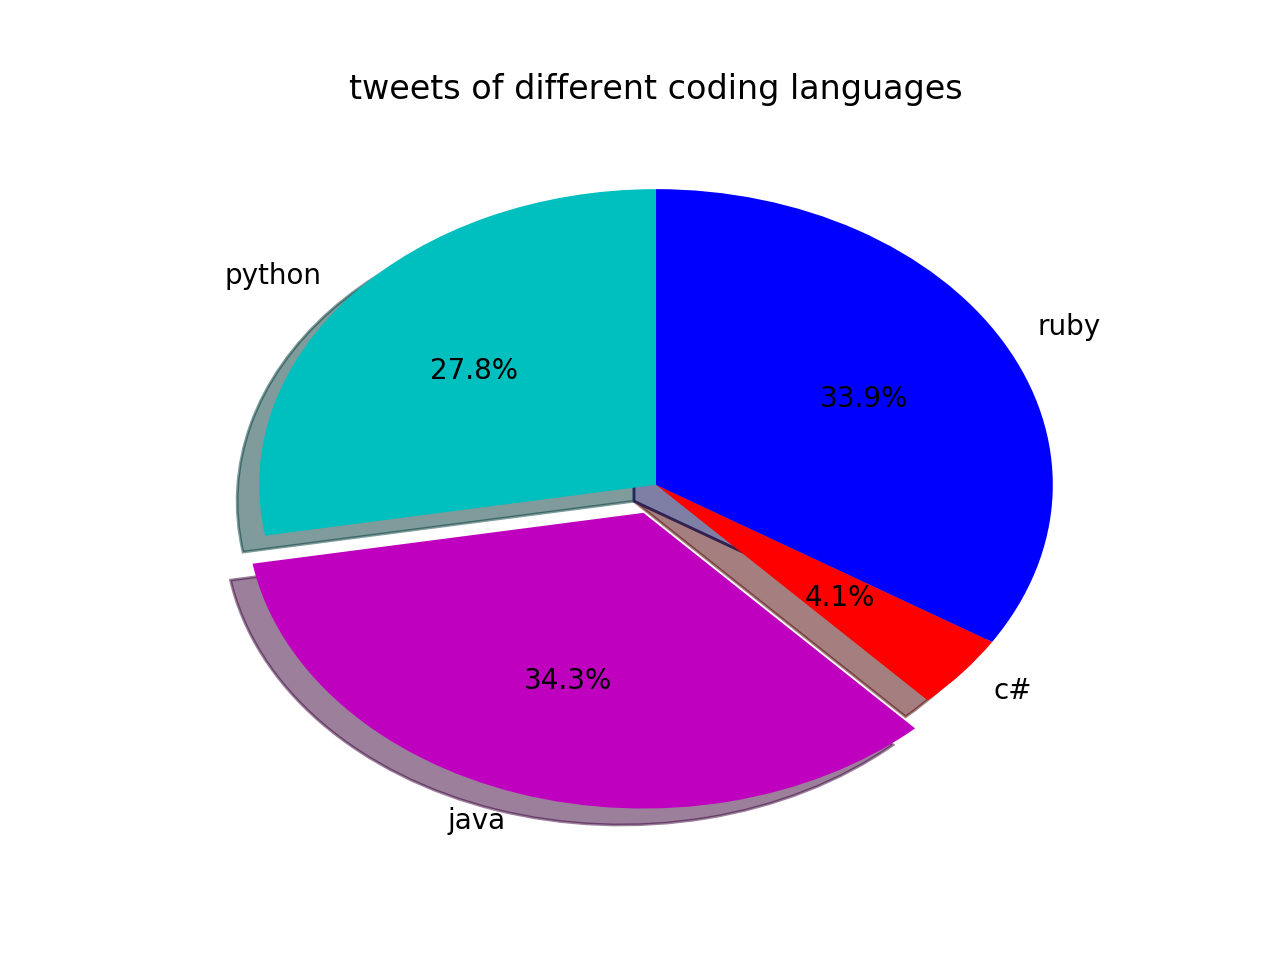 tweets of different coding languages
python
ruby
27.8%
33.9%
4.1%
34.3%
c#
java